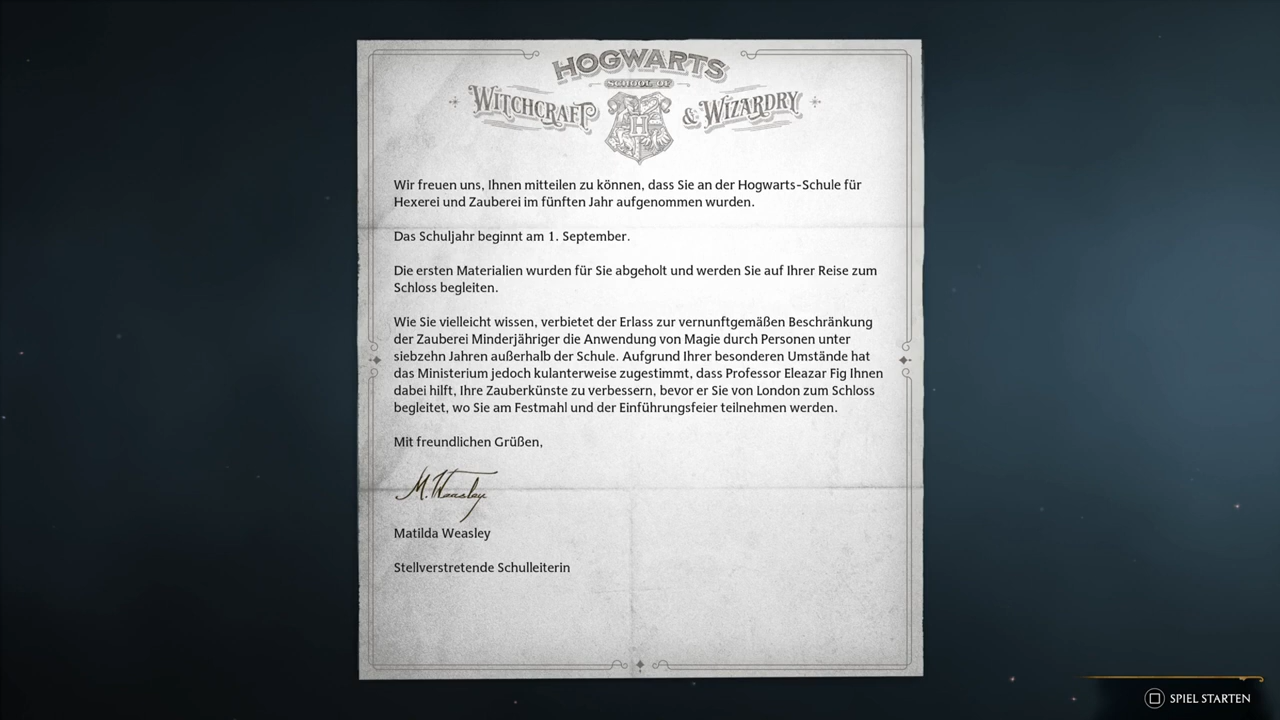 HOGWARTS
SCHOOL OF
WITCHCRAFT & WIZARDRY
H
Wir freuen uns, Ihnen mitteilen zu können, dass Sie an der Hogwarts-Schule für
Hexerei und Zauberei im fünften Jahr aufgenommen wurden.
Das Schuljahr beginnt am 1. September.
Die ersten Materialien wurden für Sie abgeholt und werden Sie auf Ihrer Reise zum
Schloss begleiten.
Wie Sie vielleicht wissen, verbietet der Erlass zur vernunftgemäßen Beschränkung
der Zauberei Minderjähriger die Anwendung von Magie durch Personen unter
siebzehn Jahren außerhalb der Schule. Aufgrund Ihrer besonderen Umstände hat
das Ministerium jedoch kulanterweise zugestimmt, dass Professor Eleazar Fig Ihnen
dabei hilft, Ihre Zauberkünste zu verbessern, bevor er Sie von London zum Schloss
begleitet, wo Sie am Festmahl und der Einführungsfeier teilnehmen werden.
Mit freundlichen Grüßen,
M. Weasley
Matilda Weasley
Stellverstretende Schulleiterin
SPIEL STARTEN